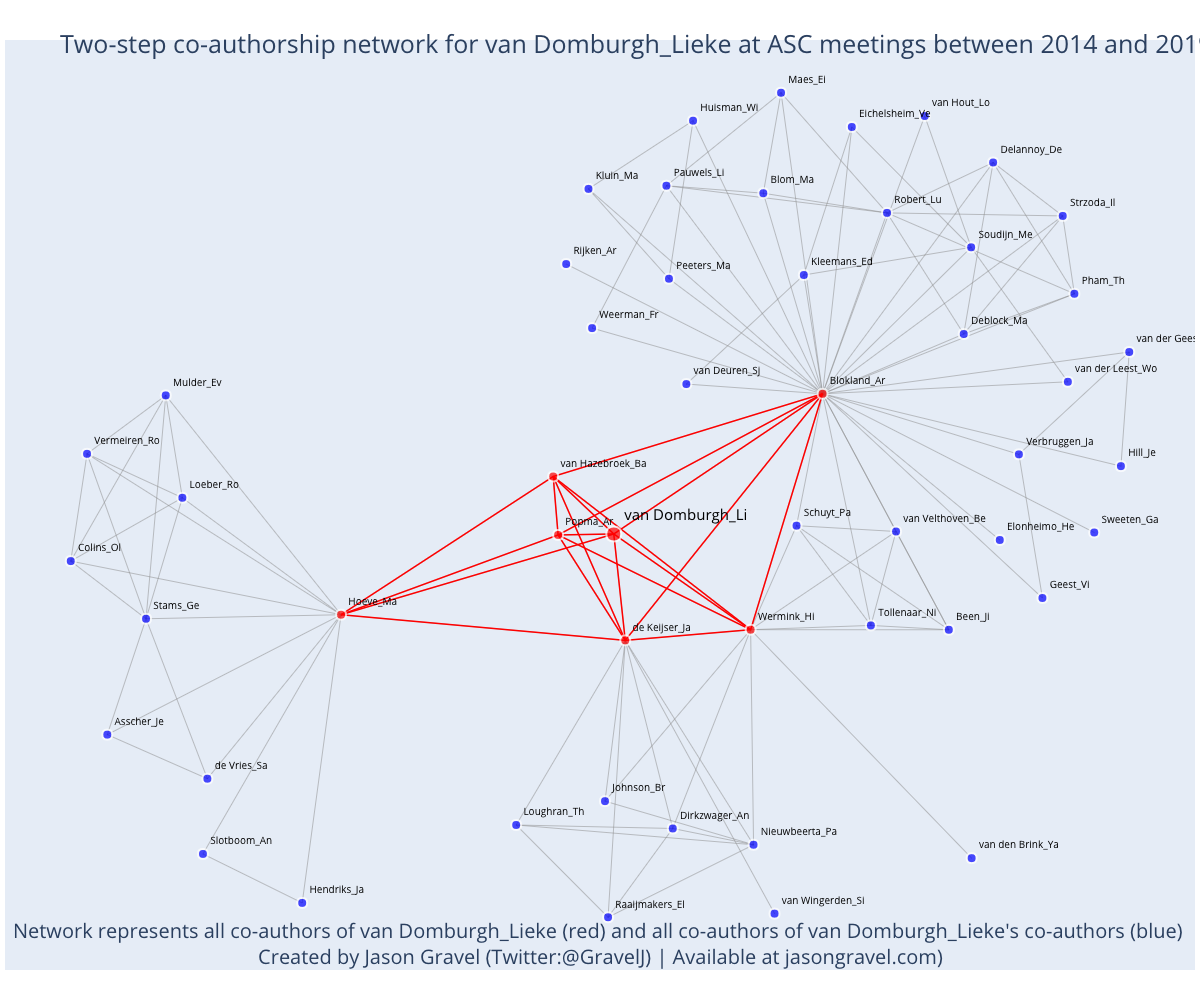 Two-step co-authorship network for van Domburgh_Lieke at ASC meetings between 2014 and 2019
Maes_Ei
Huisman_Wi
van Hout_Lo
Eichelsheim_Ve
Delannoy_De
Kluin_Ma
Pauwels_Li
Blom_Ma
Robert_Lu
Strzoda_Il
Soudijn_Me
Rijken_Ar
Peeters_Ma
Kleemans_Ed
Pham_Th
Weerman_Fr
Deblock_Ma
van der Gees
van Deuren_Sj
van der Leest_Wo
Blokland_Ar
Mulder_Ev
Vermeiren_Ro
Verbruggen_Ja
Hill_Je
van Hazebroek_Ba
Loeber_Ro
Popma_Ar
van Domburgh_Li
Schuyt_Pa
van Velthoven_Be
Elonheimo_He
Sweeten_Ga
Colins_Ol
Geest_Vi
Stams_Ge
Hoeve_Ma
de Keijser_Ja
Wermink_Hi
Tollenaar_Ni
Been_Ji
Asscher_Je
de Vries_Sa
Johnson_Br
Loughran_Th
Dirkzwager_An
Nieuwbeerta_Pa
Slotboom_An
van den Brink_Ya
Hendriks_Ja
Raaijmakers_El
van Wingerden_Si
Network represents all co-authors of van Domburgh_Lieke (red) and all co-authors of van Domburgh_Lieke's co-authors (blue)
Created by Jason Gravel (Twitter:@GravelJ) | Available at jasongravel.com)